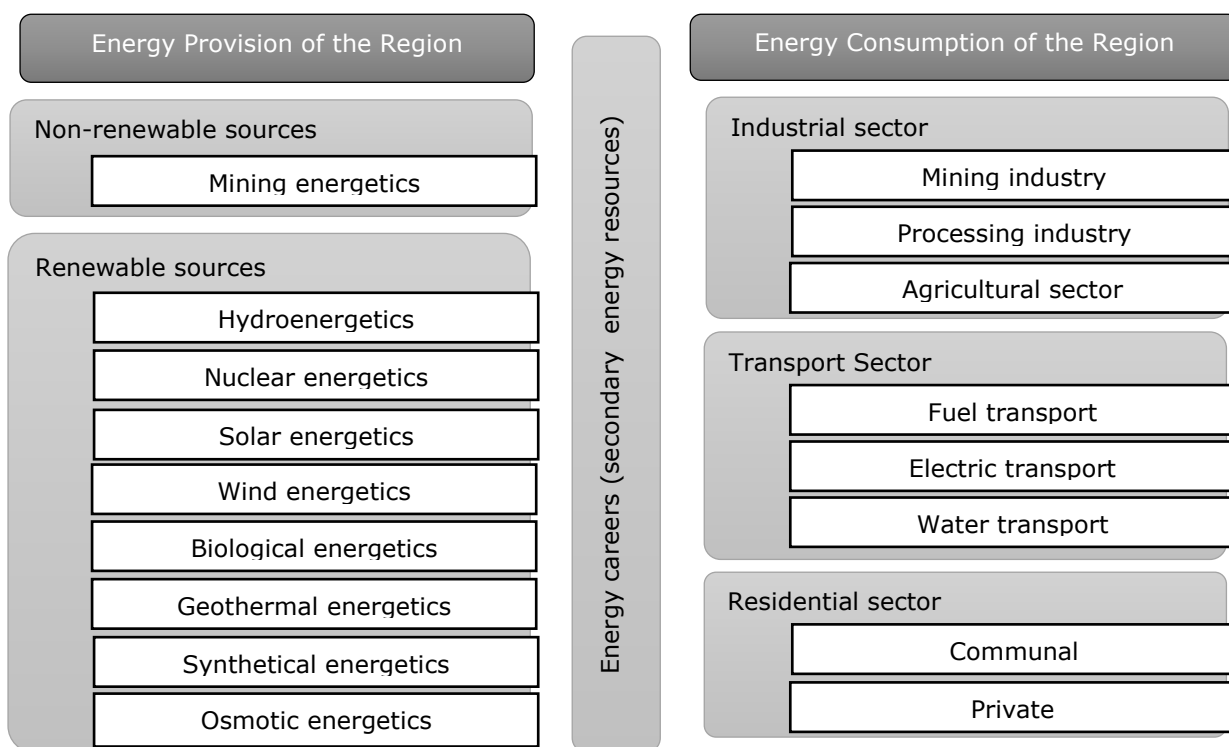 Energy Provision of the Region
Non-renewable sources
Mining energetics
Renewable sources
Hydroenergetics
Nuclear energetics
Solar energetics
Wind energetics
Biological energetics
Geothermal energetics
Synthetical energetics
Osmotic energetics
Energy careers (secondary energy resources)
Energy Consumption of the Region
Industrial sector
Mining industry
Processing industry
Agricultural sector
Transport Sector
Fuel transport
Electric transport
Water transport
Residential sector
Communal
Private